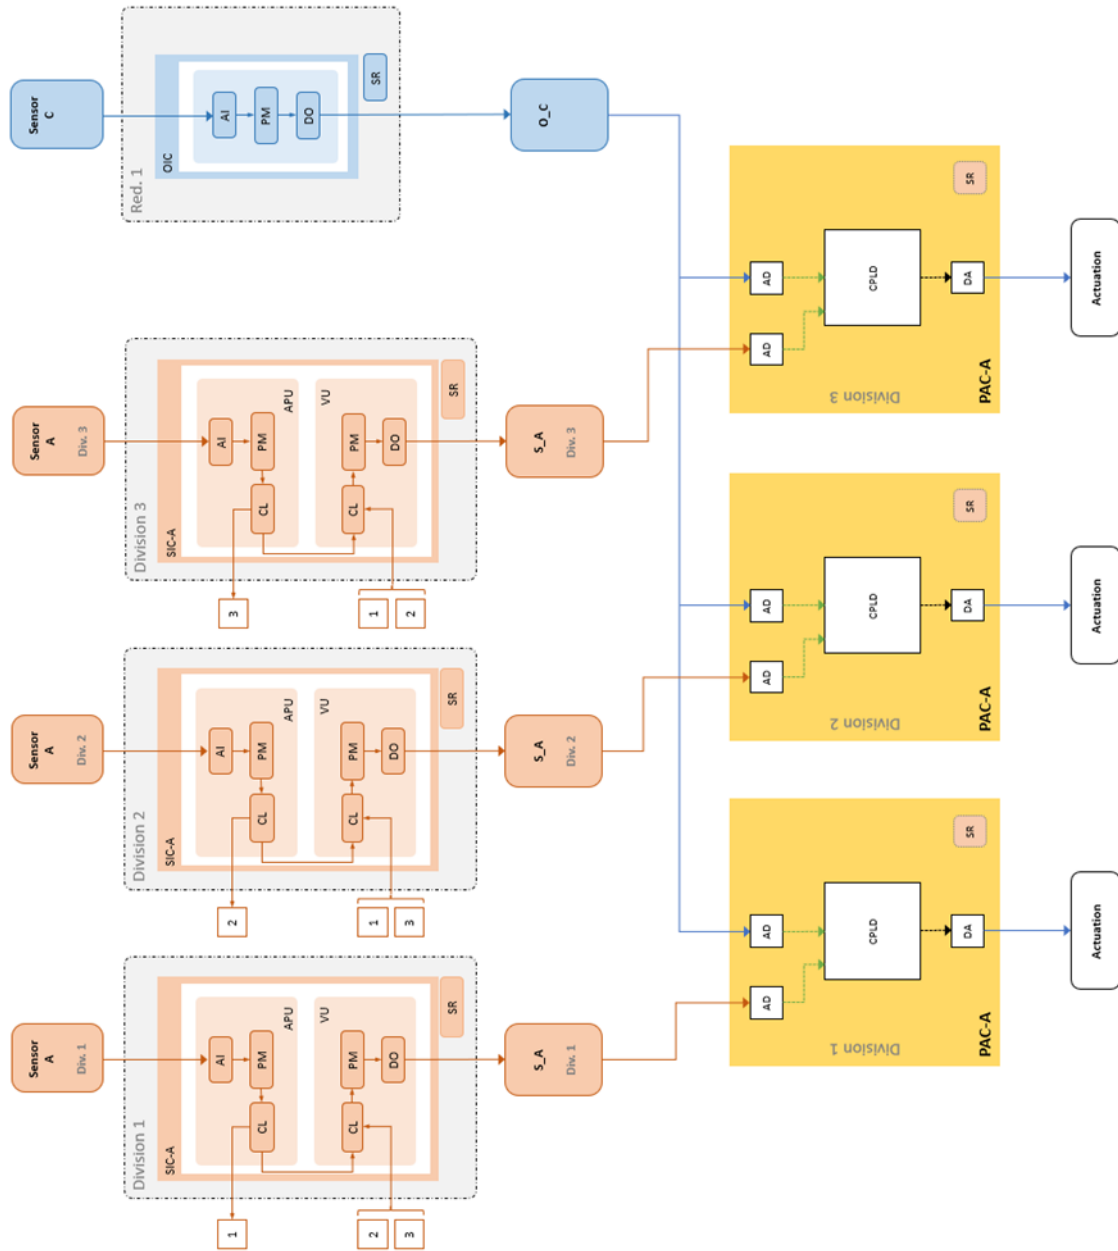 Sensor
A
Div. 1
Division 1
SIC-A
AI
PM
CL
APU
VU
CL
PM
DO
SR
1
2
3
S_A
Div. 1
Sensor
A
Div. 2
Division 2
SIC-A
AI
PM
CL
APU
VU
CL
PM
DO
SR
2
1
3
S_A
Div. 2
Sensor
A
Div. 3
Division 3
SIC-A
AI
PM
CL
APU
VU
CL
PM
DO
SR
3
1
2
S_A
Div. 3
Sensor
C
Red. 1
OIC
AI
PM
DO
SR
O_C
AD
AD
CPLD
DA
SR
Division 1
PAC-A
Actuation
AD
AD
CPLD
DA
SR
Division 2
PAC-A
Actuation
AD
AD
CPLD
DA
SR
Division 3
PAC-A
Actuation